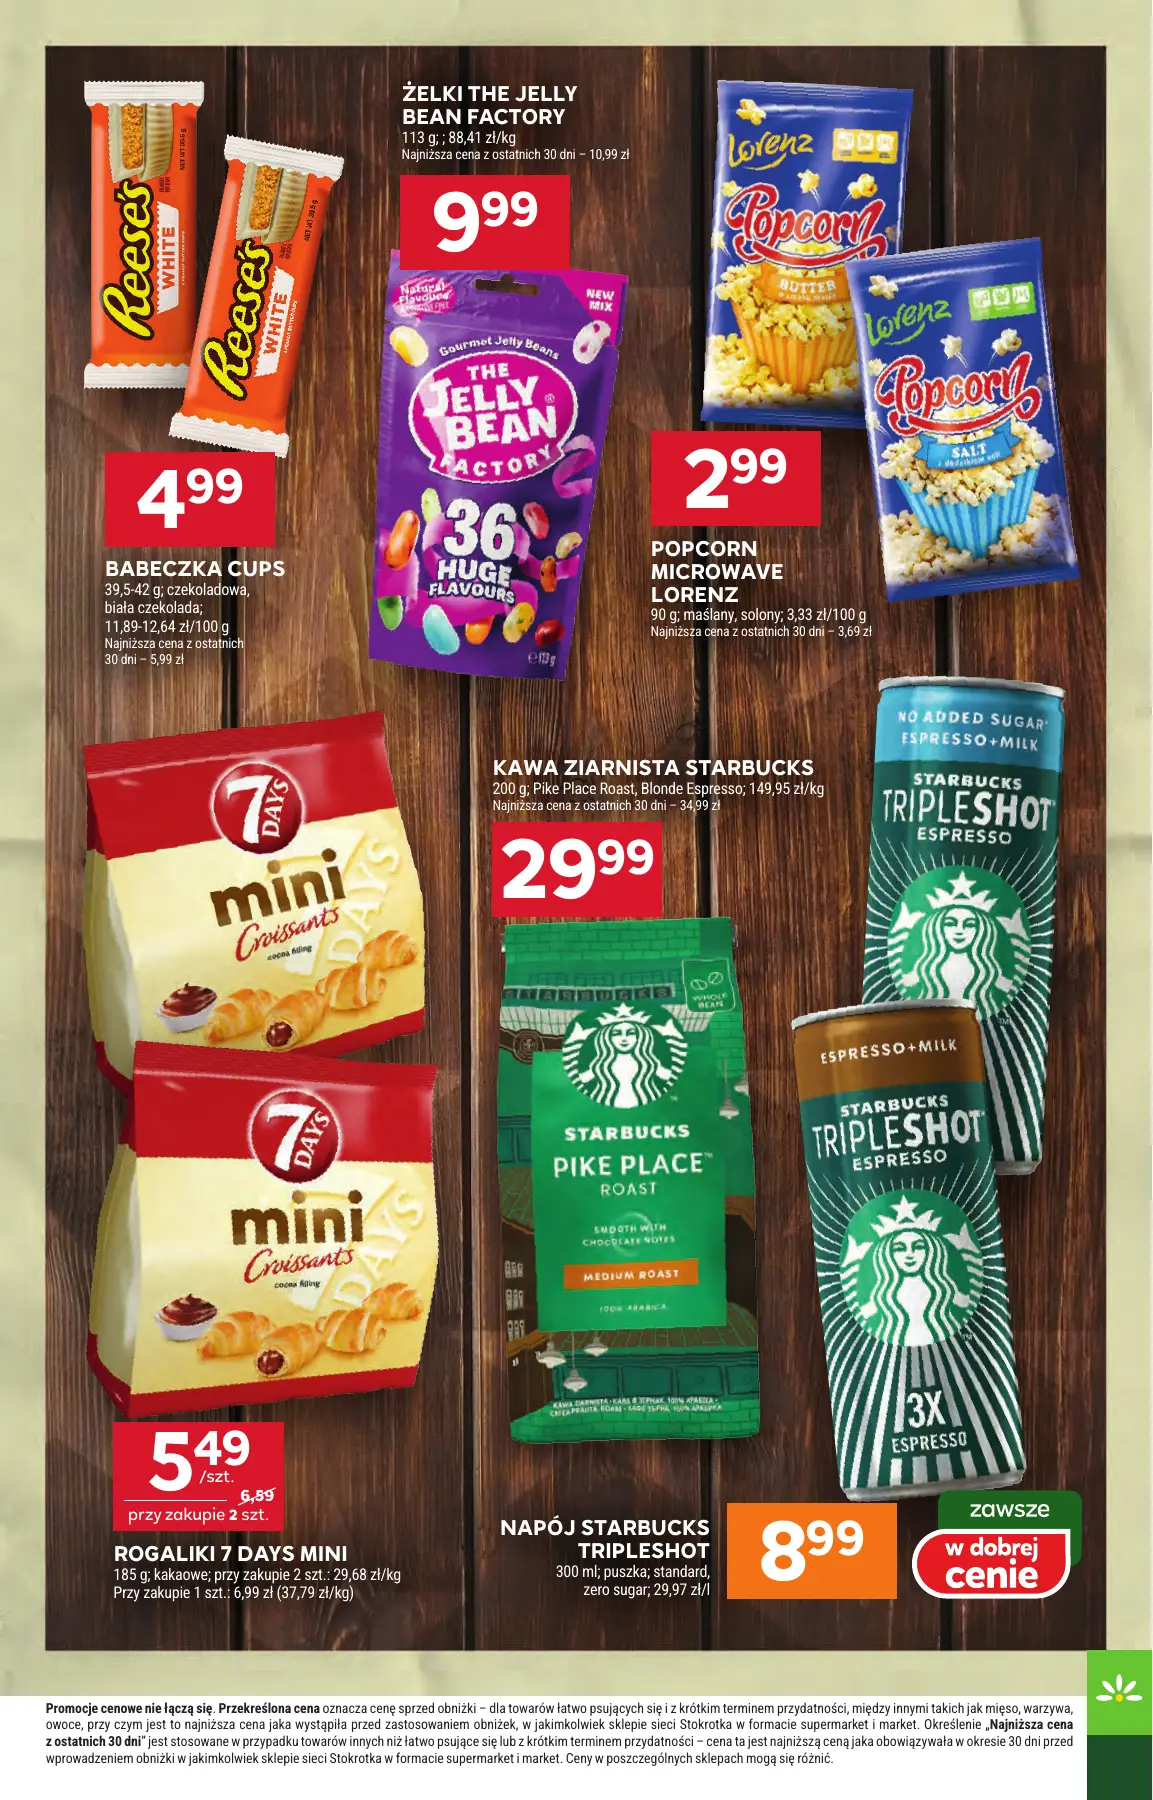 ŻELKI THE JELLY
BEAN FACTORY
113 g; ; 88,41 zł/kg
Najniższa cena z ostatnich 30 dni – 10,99 zł
9 99
Reese's
WHITE
NET WT 39.5 g
Reese's
WHITE
NET WT 39.5 g
4 99
BABECZKA CUPS
39,5-42 g; czekoladowa,
biała czekolada;
11,89-12,64 zł/100 g
Najniższa cena z ostatnich
30 dni – 5,99 zł
Natural
Flavoured
NEW
MIX
Gourmet Jelly Beans
THE
JELLY
BEAN
FACTORY
36
HUGE
FLAVOURS
e113g
Lorenz
Popcorn
BUTTER
Lorenz
Popcorn
SALT
z dodatkiem soli
2 99
POPCORN
MICROWAVE
LORENZ
90 g; maślany, solony; 3,33 zł/100 g
Najniższa cena z ostatnich 30 dni – 3,69 zł
7
DAYS
mini
Croissants
cocoa filling
7
DAYS
mini
Croissants
cocoa filling
5 49
/szt.
6,59
przy zakupie 2 szt.
ROGALIKI 7 DAYS MINI
185 g; kakaowe; przy zakupie 2 szt.: 29,68 zł/kg
Przy zakupie 1 szt.: 6,99 zł (37,79 zł/kg)
KAWA ZIARNISTA STARBUCKS
200 g; Pike Place Roast, Blonde Espresso; 149,95 zł/kg
Najniższa cena z ostatnich 30 dni – 34,99 zł
29 99
STARBUCKS
WHOLE
BEAN
STARBUCKS
PIKE PLACE™
ROAST
SMOOTH WITH
CHOCOLATE NOTES
MEDIUM ROAST
100% ARABICA
NO ADDED SUGAR*
ESPRESSO+MILK
STARBUCKS
TRIPLESHOT
ESPRESSO
ESPRESSO+MILK
STARBUCKS
TRIPLESHOT
ESPRESSO
3X
ESPRESSO
NAPÓJ STARBUCKS
TRIPLESHOT
300 ml; puszka; standard,
zero sugar; 29,97 zł/l
8 99
zawsze
w dobrej
cenie
Promocje cenowe nie łączą się. Przekreślona cena oznacza cenę sprzed obniżki – dla towarów łatwo psujących się i z krótkim terminem przydatności, między innymi takich jak mięso, warzywa,
owoce, przy czym jest to najniższa cena jaka wystąpiła przed zastosowaniem obniżek, w jakimkolwiek sklepie sieci Stokrotka w formacie supermarket i market. Określenie „Najniższa cena
z ostatnich 30 dni” jest stosowane w przypadku towarów innych niż łatwo psujące się lub z krótkim terminem przydatności – cena ta jest najniższą ceną jaka obowiązywała w okresie 30 dni przed
wprowadzeniem obniżki w jakimkolwiek sklepie sieci Stokrotka w formacie supermarket i market. Ceny w poszczególnych sklepach mogą się różnić.